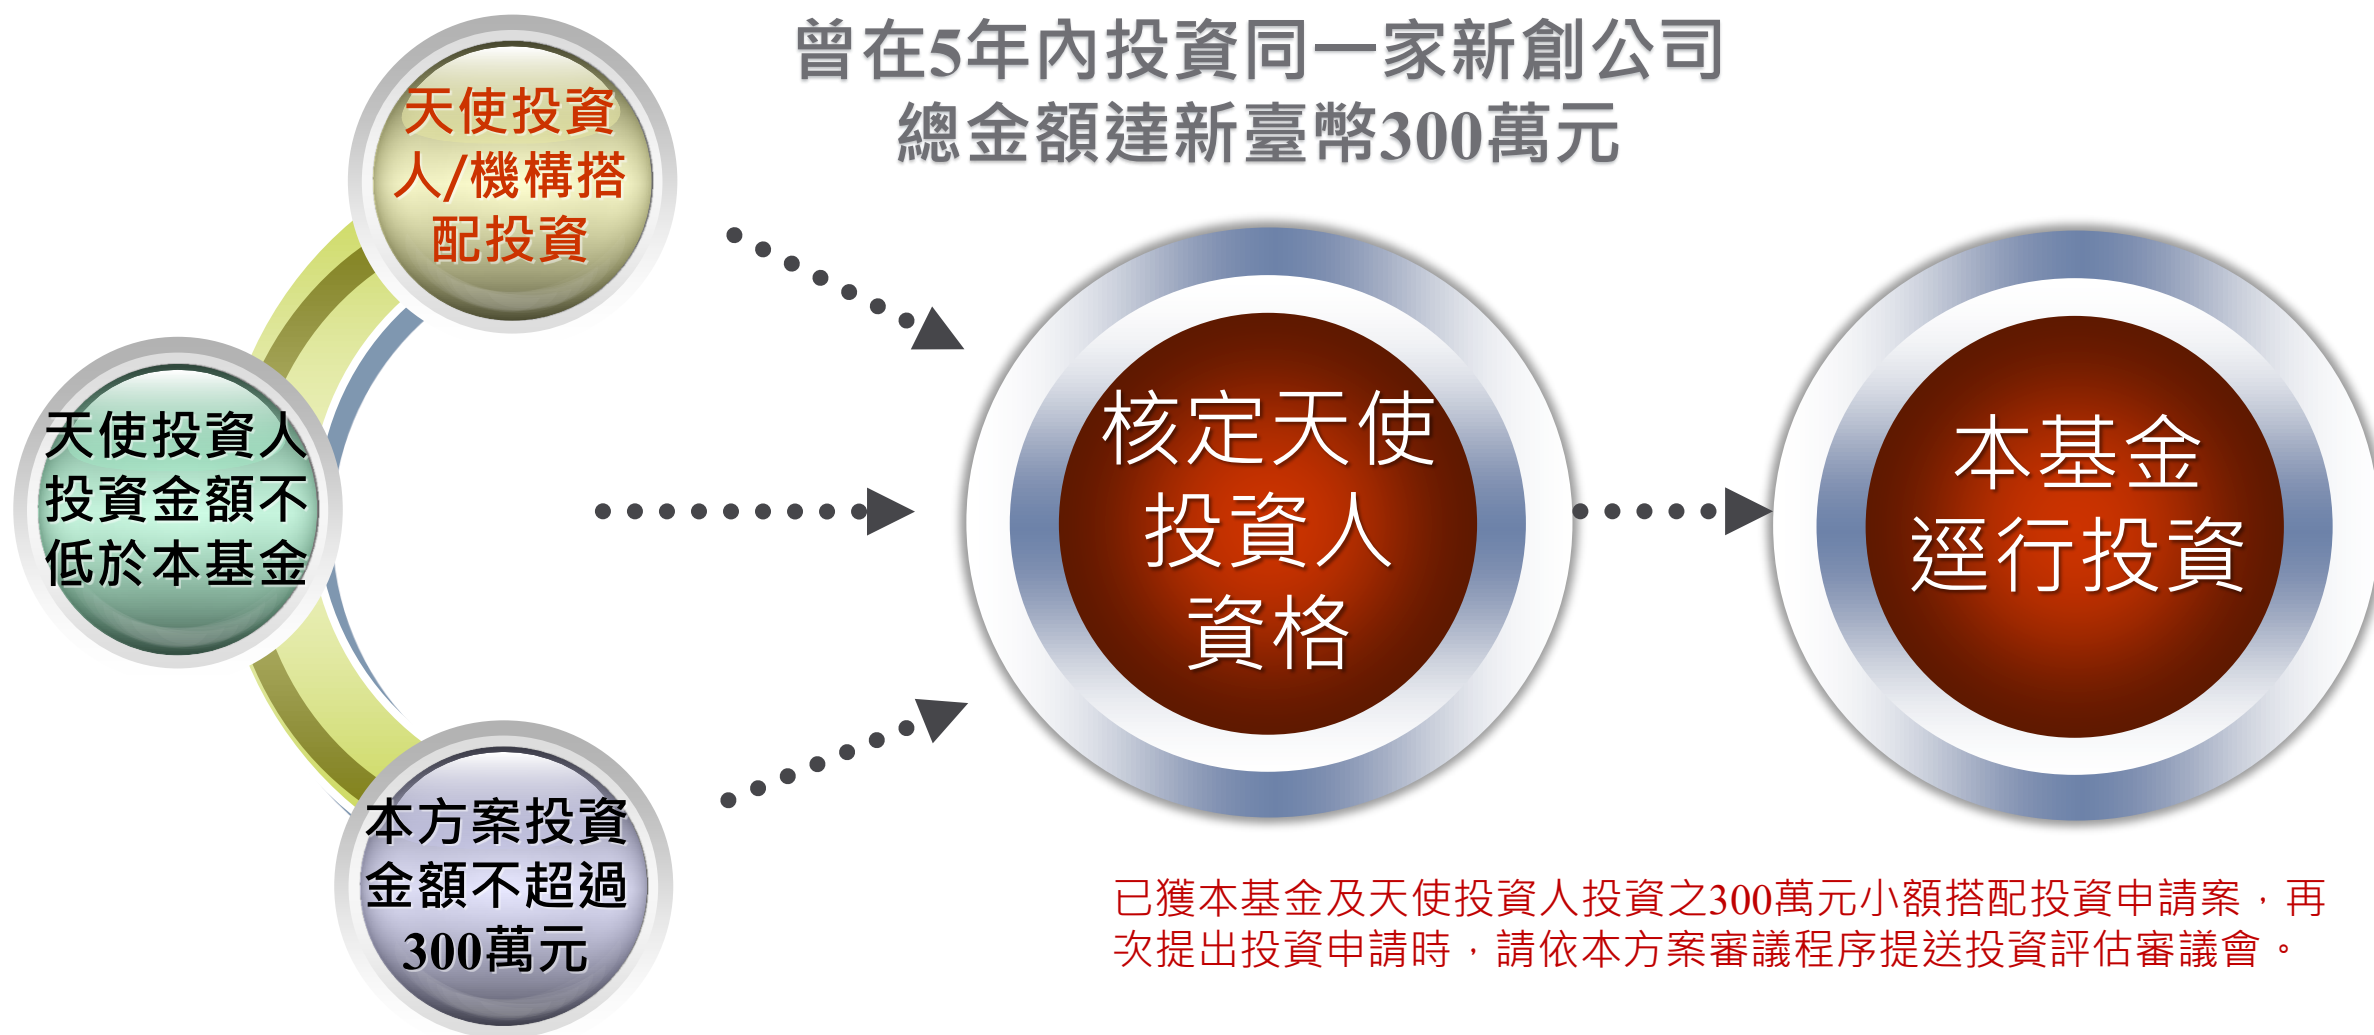 曾在5年內投資同一家新創公司
總金額達新臺幣300萬元
天使投資
人/機構搭
配投資
天使投資人
投資金額不
低於本基金
本方案投資
金額不超過
300萬元
核定天使
投資人
資格
本基金
逕行投資
已獲本基金及天使投資人投資之300萬元小額搭配投資申請案，再
次提出投資申請時，請依本方案審議程序提送投資評估審議會。